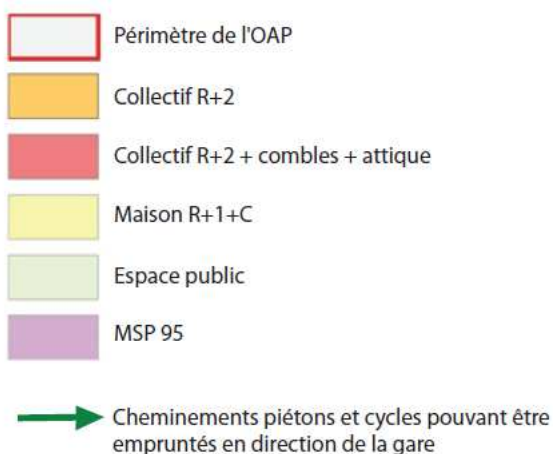 Périmètre de l'OAP
Collectif R+2
Collectif R+2 + combles + attique
Maison R+1+C
Espace public
MSP 95
Cheminements piétons et cycles pouvant être
empruntés en direction de la gare